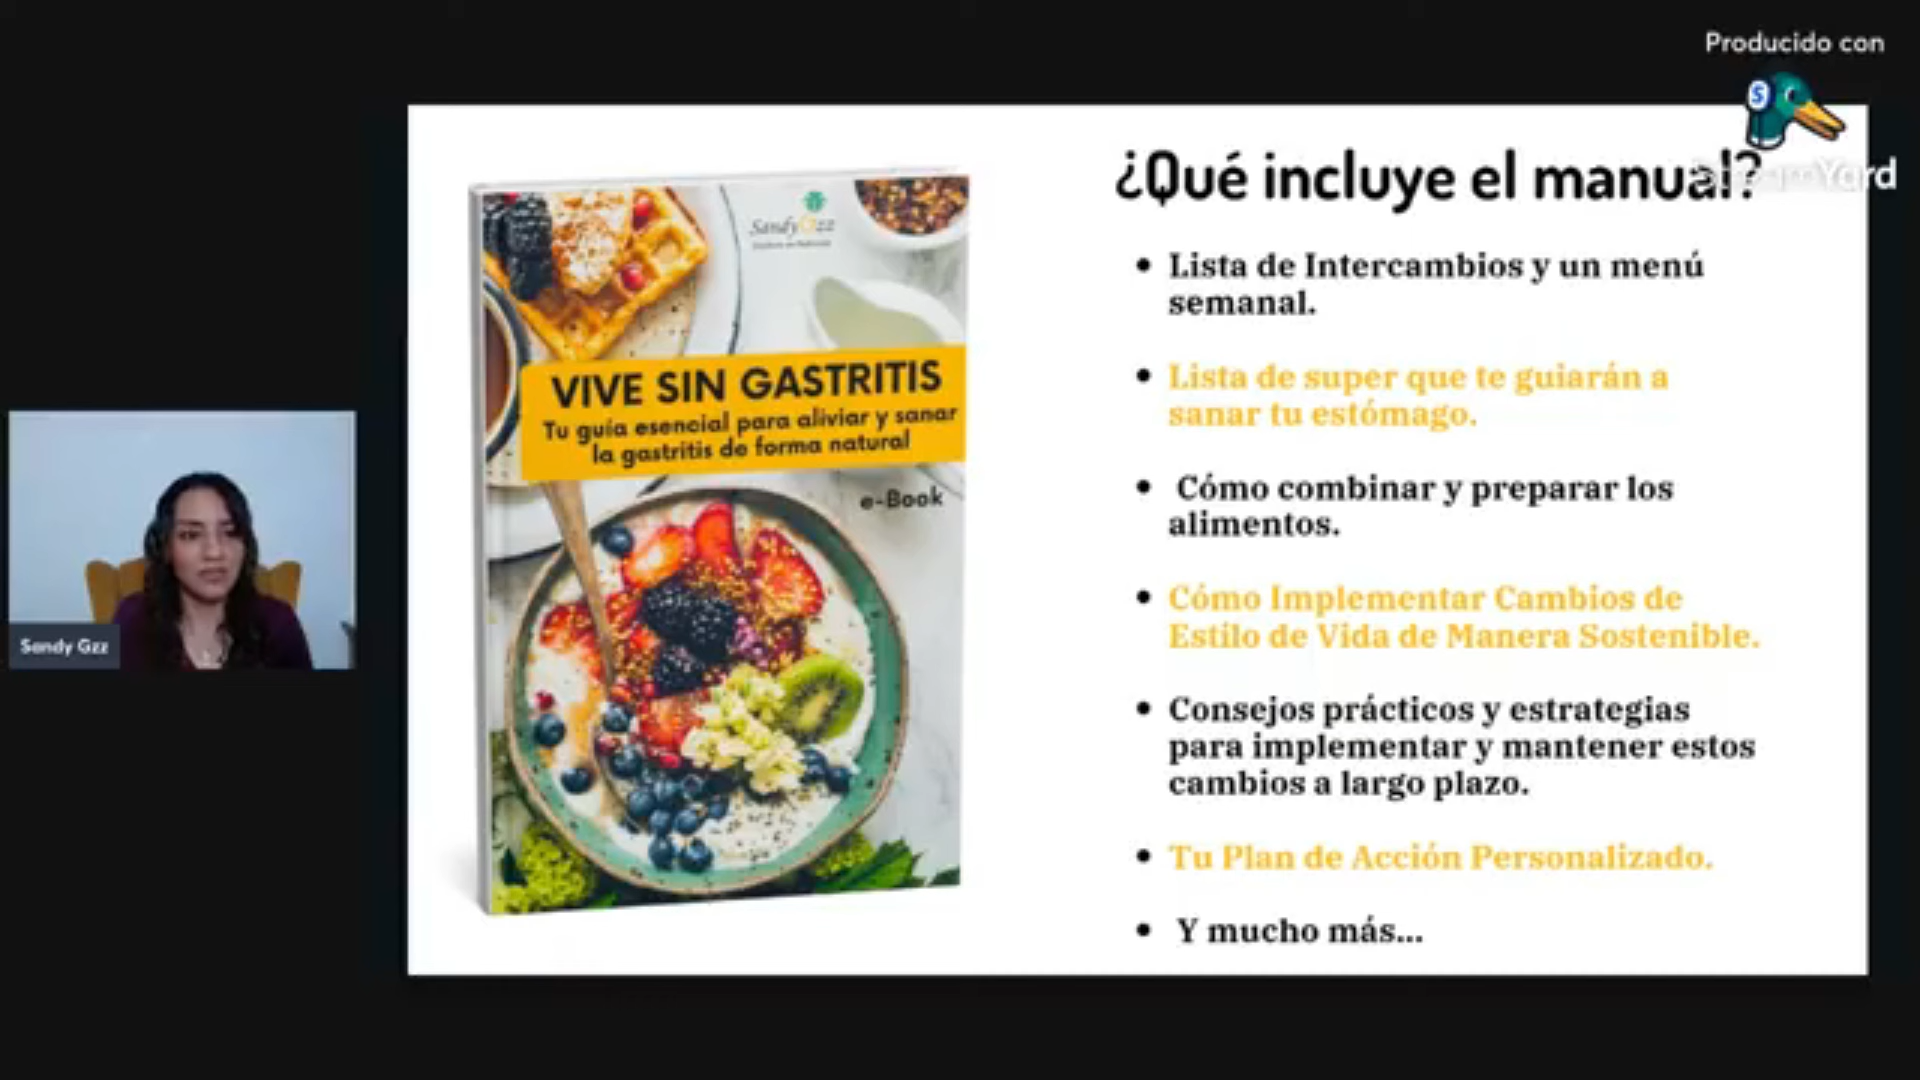 Producido con
¿Qué incluye el manual?
Lista de Intercambios y un menú
semanal.
Lista de super que te guiarán a
sanar tu estómago.
Cómo combinar y preparar los
alimentos.
Cómo Implementar Cambios de
Estilo de Vida de Manera Sostenible.
Consejos prácticos y estrategias
para implementar y mantener estos
cambios a largo plazo.
Tu Plan de Acción Personalizado.
Y mucho más...
SandyGzz
VIVE SIN GASTRITIS
Tu guía esencial para aliviar y sanar
la gastritis de forma natural
e-Book
Sandy Gzz